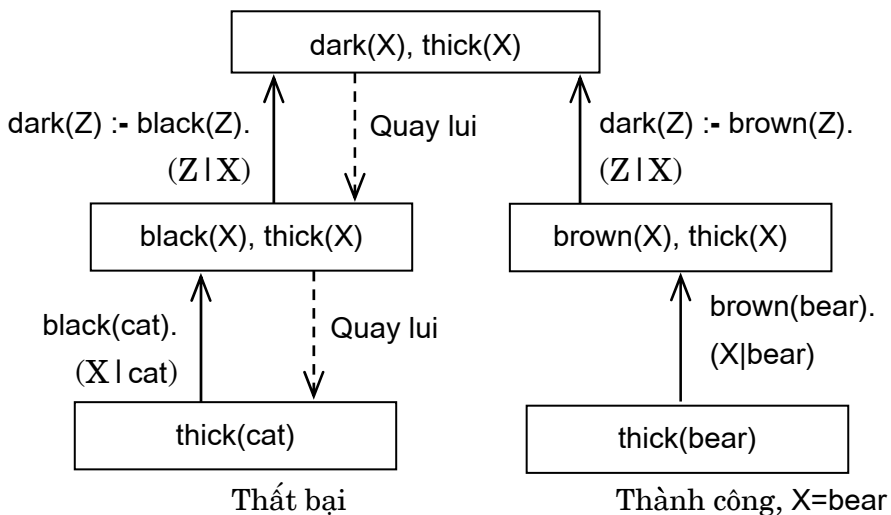 dark(X), thick(X)
dark(Z) :- black(Z).
(Z|X)
Quay lui
dark(Z) :- brown(Z).
(Z|X)
black(X), thick(X)
brown(X), thick(X)
black(cat).
(X|cat)
Quay lui
brown(bear).
(X|bear)
thick(cat)
thick(bear)
Thất bại
Thành công, X=bear